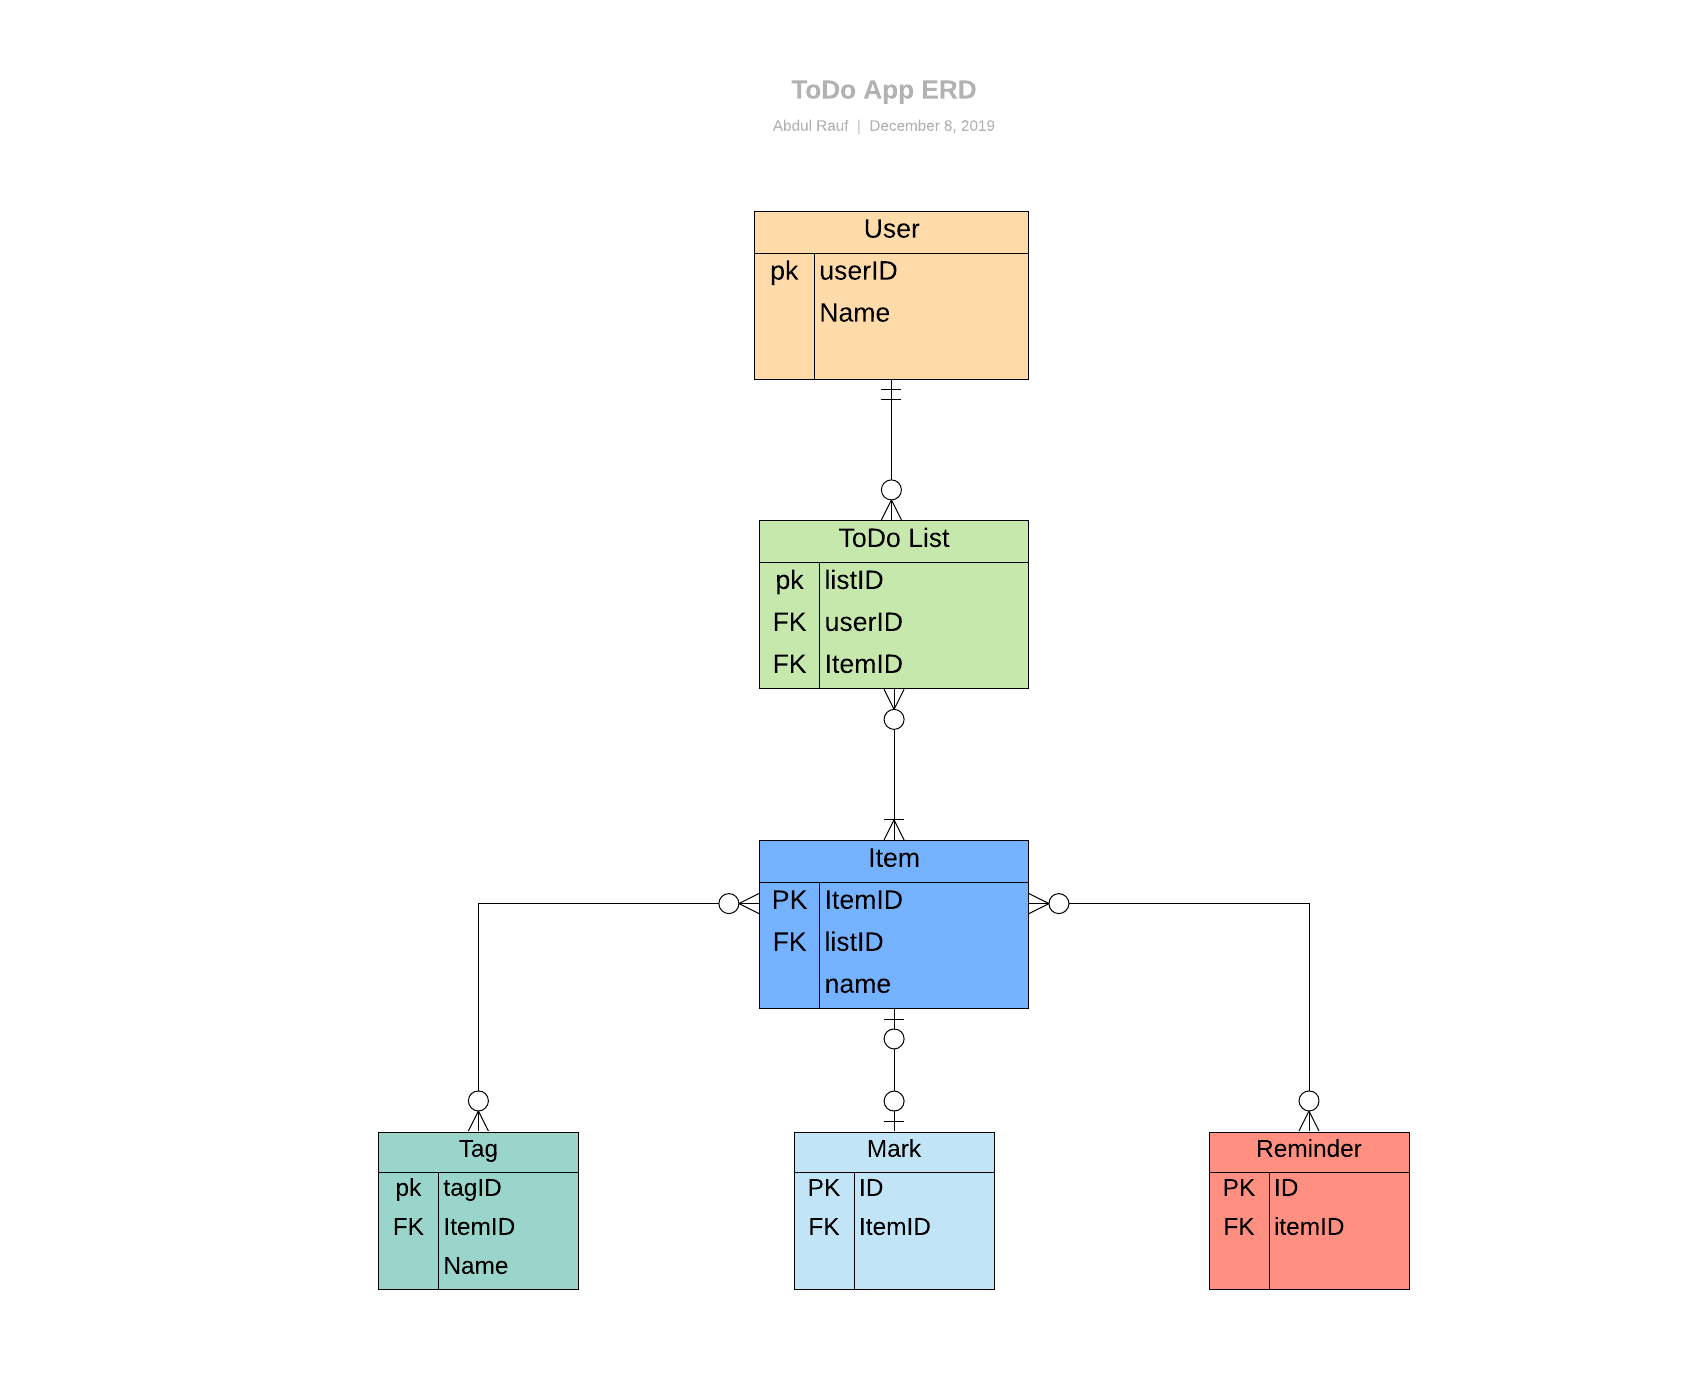 ToDo App ERD
Abdul Rauf | December 8, 2019
User
pk userID
Name
ToDo List
pk listID
FK userID
FK ItemID
Item
PK ItemID
FK listID
name
Tag
pk tagID
FK ItemID
Name
Mark
PK ID
FK ItemID
Reminder
PK ID
FK itemID